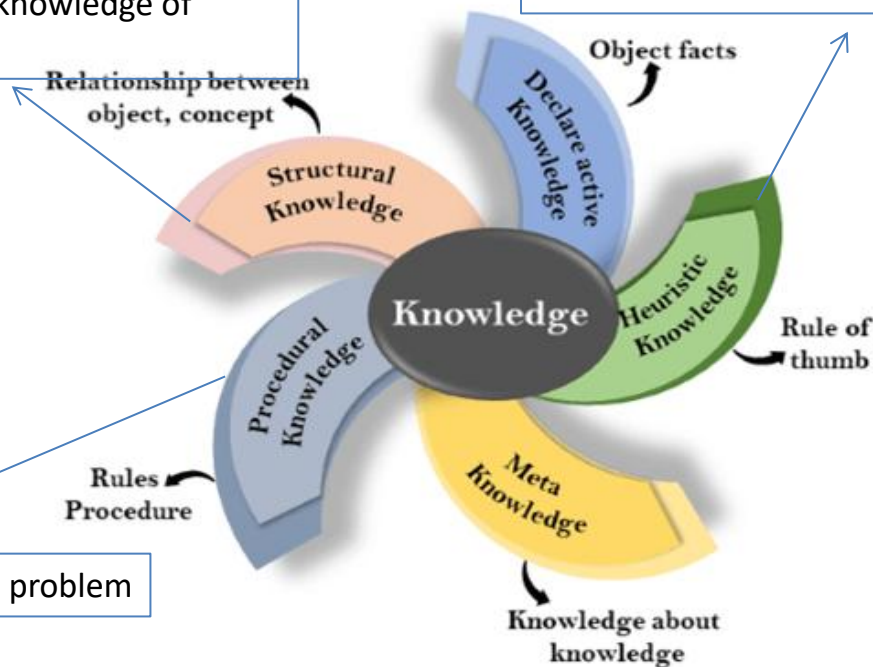 knowledge of
Relationship between
object, concept
Object facts
Declare active
Knowledge
Structural
Knowledge
Knowledge
Heuristic
Knowledge
Rule of
thumb
Procedural
Knowledge
Rules
Procedure
Meta
Knowledge
problem
Knowledge about
knowledge